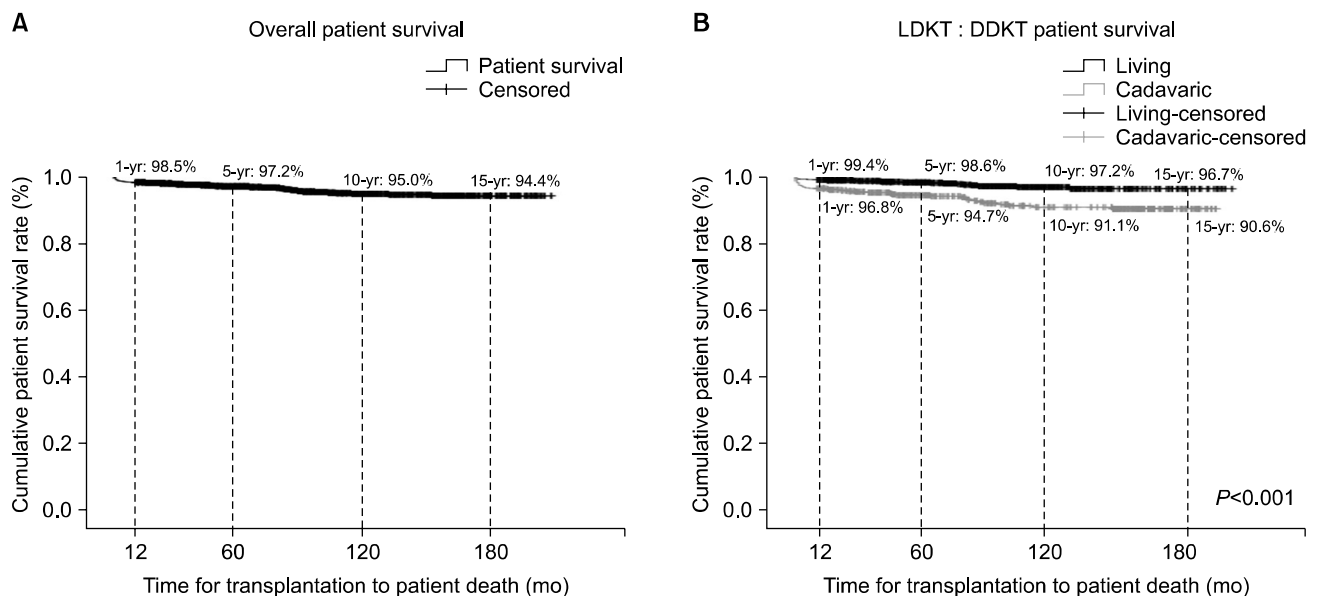 A
Overall patient survival
Patient survival
Censored
1-yr: 98.5%
5-yr: 97.2%
10-yr: 95.0%
15-yr: 94.4%
Cumulative patient survival rate (%)
1.0
0.8
0.6
0.4
0.2
0.0
12 60 120 180
Time for transplantation to patient death (mo)
B
LDKT : DDKT patient survival
Living
Cadavaric
Living-censored
Cadavaric-censored
1-yr: 99.4%
5-yr: 98.6%
10-yr: 97.2%
15-yr: 96.7%
1-yr: 96.8%
5-yr: 94.7%
10-yr: 91.1%
15-yr: 90.6%
Cumulative patient survival rate (%)
1.0
0.8
0.6
0.4
0.2
0.0
P<0.001
12 60 120 180
Time for transplantation to patient death (mo)